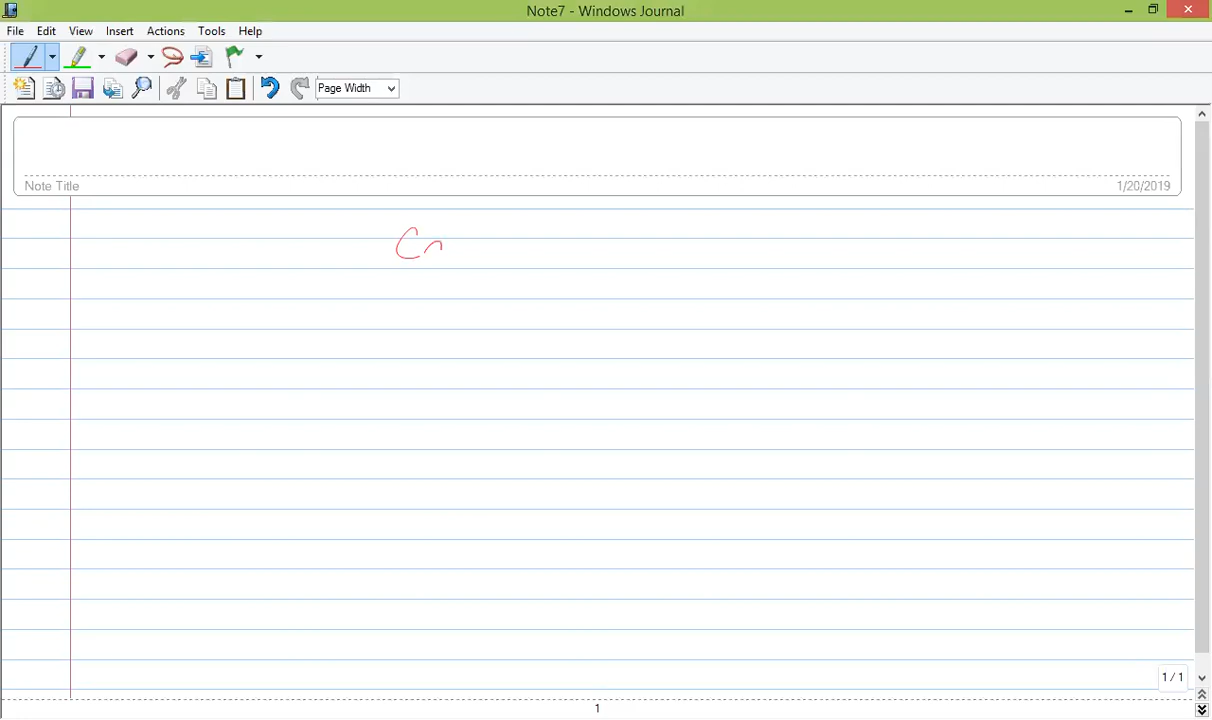 Note7 - Windows Journal
File Edit View Insert Actions Tools Help
Page Width
Note Title 1/20/2019
1 / 1
1